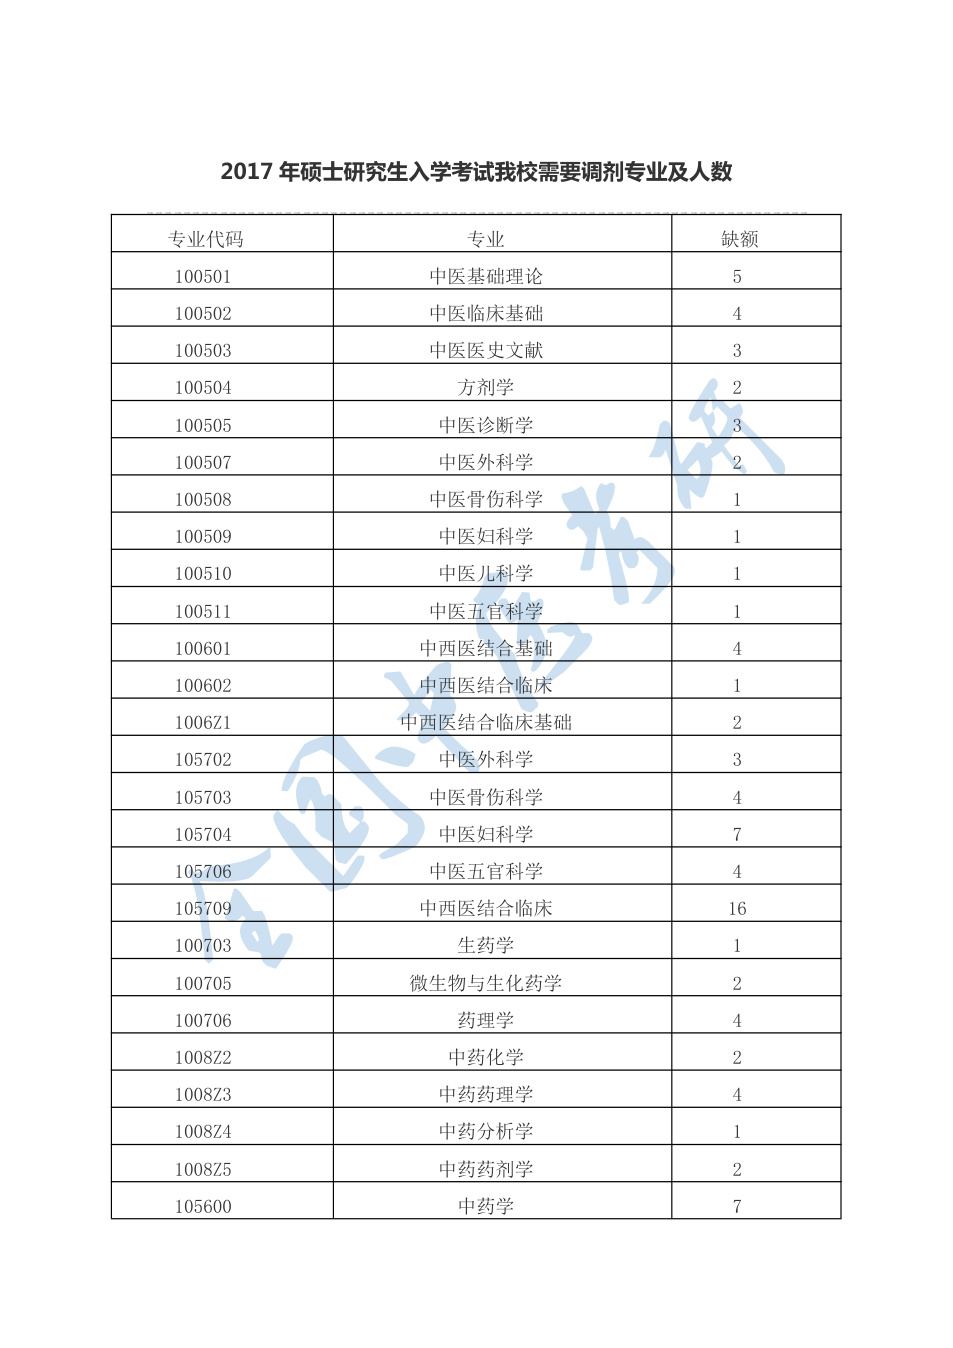 2017 年硕士研究生入学考试我校需要调剂专业及人数
专业代码 专业 缺额
100501 中医基础理论 5
100502 中医临床基础 4
100503 中医医史文献 3
100504 方剂学 2
100505 中医诊断学 3
100507 中医外科学 2
100508 中医骨伤科学 1
100509 中医妇科学 1
100510 中医儿科学 1
100511 中医五官科学 1
100601 中西医结合基础 4
100602 中西医结合临床 1
1006Z1 中西医结合临床基础 2
105702 中医外科学 3
105703 中医骨伤科学 4
105704 中医妇科学 7
105706 中医五官科学 4
105709 中西医结合临床 16
100703 生药学 1
100705 微生物与生化药学 2
100706 药理学 4
1008Z2 中药化学 2
1008Z3 中药药理学 4
1008Z4 中药分析学 1
1008Z5 中药药剂学 2
105600 中药学 7
全国中医考研